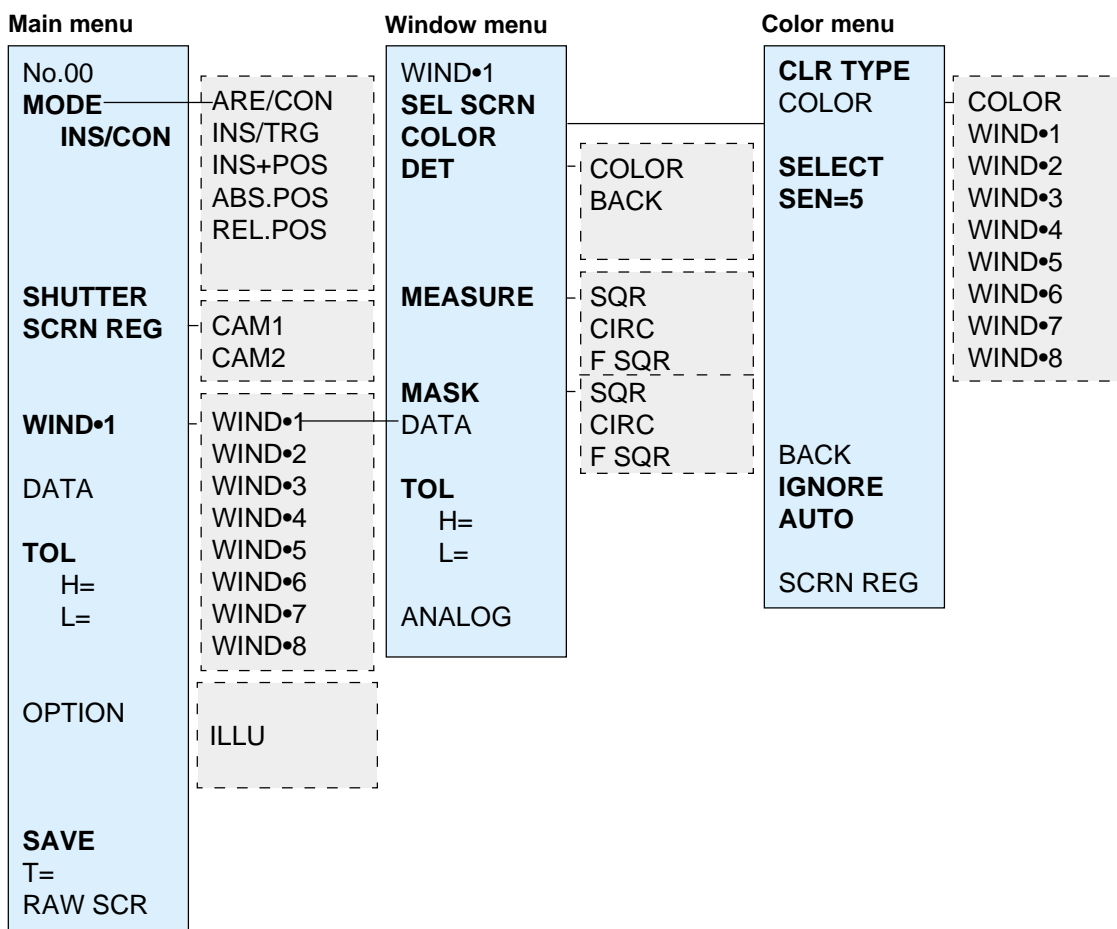 Main menu
No.00
MODE
INS/CON
SHUTTER
SCRN REG
WIND•1
DATA
TOL
H=
L=
OPTION
SAVE
T=
RAW SCR
ARE/CON
INS/TRG
INS+POS
ABS.POS
REL.POS
CAM1
CAM2
WIND•1
WIND•2
WIND•3
WIND•4
WIND•5
WIND•6
WIND•7
WIND•8
ILLU
Window menu
WIND•1
SEL SCRN
COLOR
DET
MEASURE
MASK
DATA
TOL
H=
L=
ANALOG
COLOR
BACK
SQR
CIRC
F SQR
SQR
CIRC
F SQR
Color menu
CLR TYPE
COLOR
SELECT
SEN=5
BACK
IGNORE
AUTO
SCRN REG
COLOR
WIND•1
WIND•2
WIND•3
WIND•4
WIND•5
WIND•6
WIND•7
WIND•8